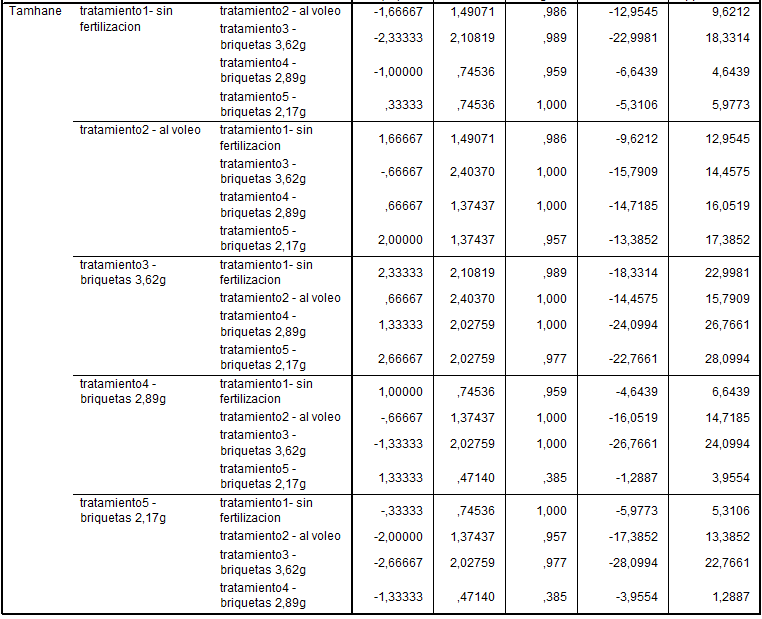 Tamhane tratamiento1- sin fertilizacion tratamiento2 - al voleo -1,66667 1,49071 ,986 -12,9545 9,6212
tratamiento3 - briquetas 3,62g -2,33333 2,10819 ,989 -22,9981 18,3314
tratamiento4 - briquetas 2,89g -1,00000 ,74536 ,959 -6,6439 4,6439
tratamiento5 - briquetas 2,17g ,33333 ,74536 1,000 -5,3106 5,9773
tratamiento2 - al voleo tratamiento1- sin fertilizacion 1,66667 1,49071 ,986 -9,6212 12,9545
tratamiento3 - briquetas 3,62g -,66667 2,40370 1,000 -15,7909 14,4575
tratamiento4 - briquetas 2,89g ,66667 1,37437 1,000 -14,7185 16,0519
tratamiento5 - briquetas 2,17g 2,00000 1,37437 ,957 -13,3852 17,3852
tratamiento3 - briquetas 3,62g tratamiento1- sin fertilizacion 2,33333 2,10819 ,989 -18,3314 22,9981
tratamiento2 - al voleo ,66667 2,40370 1,000 -14,4575 15,7909
tratamiento4 - briquetas 2,89g 1,33333 2,02759 1,000 -24,0994 26,7661
tratamiento5 - briquetas 2,17g 2,66667 2,02759 ,977 -22,7661 28,0994
tratamiento4 - briquetas 2,89g tratamiento1- sin fertilizacion 1,00000 ,74536 ,959 -4,6439 6,6439
tratamiento2 - al voleo -,66667 1,37437 1,000 -16,0519 14,7185
tratamiento3 - briquetas 3,62g -1,33333 2,02759 1,000 -26,7661 24,0994
tratamiento5 - briquetas 2,17g 1,33333 ,47140 ,385 -1,2887 3,9554
tratamiento5 - briquetas 2,17g tratamiento1- sin fertilizacion -,33333 ,74536 1,000 -5,9773 5,3106
tratamiento2 - al voleo -2,00000 1,37437 ,957 -17,3852 13,3852
tratamiento3 - briquetas 3,62g -2,66667 2,02759 ,977 -28,0994 22,7661
tratamiento4 - briquetas 2,89g -1,33333 ,47140 ,385 -3,9554 1,2887